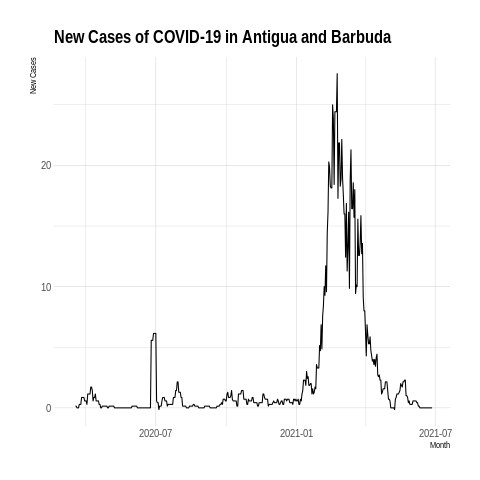 New Cases of COVID-19 in Antigua and Barbuda
New Cases
20
10
0
2020-07
2021-01
2021-07
Month